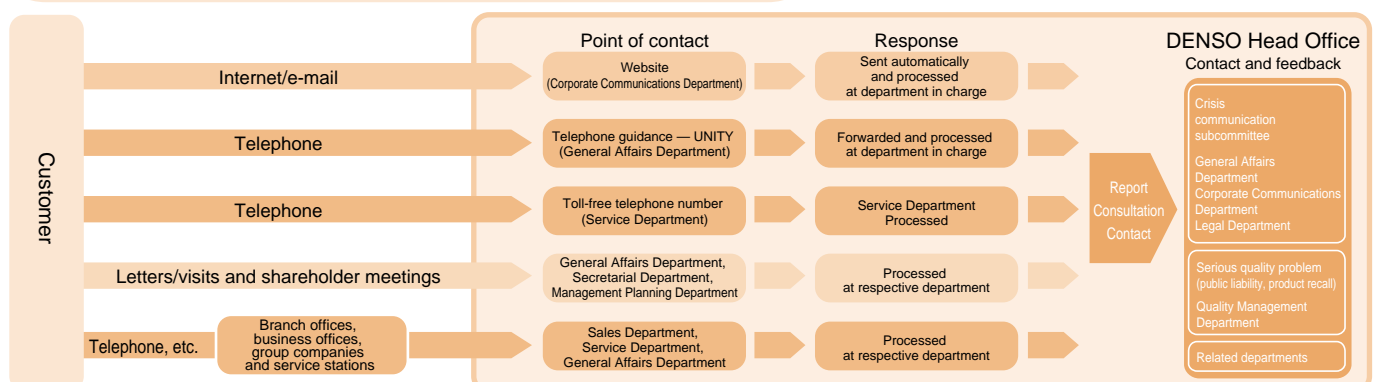 Customer
Point of contact
Response
DENSO Head Office
Contact and feedback
Internet/e-mail
Website
(Corporate Communications Department)
Sent automatically
and processed
at department in charge
Telephone
Telephone guidance — UNITY
(General Affairs Department)
Forwarded and processed
at department in charge
Telephone
Toll-free telephone number
(Service Department)
Service Department
Processed
Letters/visits and shareholder meetings
General Affairs Department,
Secretarial Department,
Management Planning Department
Processed
at respective department
Telephone, etc.
Branch offices,
business offices,
group companies
and service stations
Sales Department,
Service Department,
General Affairs Department
Processed
at respective department
Report
Consultation
Contact
Crisis
communication
subcommittee
General Affairs
Department
Corporate Communications
Department
Legal Department
Serious quality problem
(public liability, product recall)
Quality Management
Department
Related departments